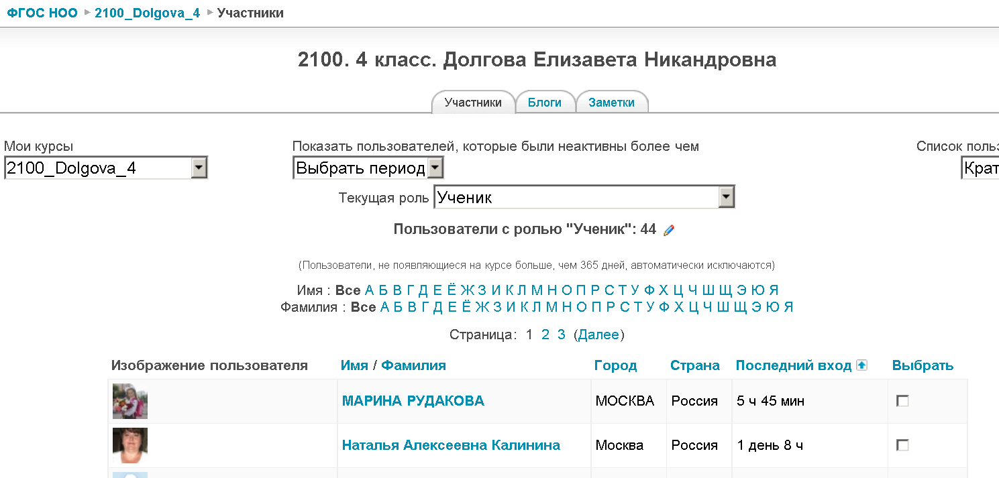 ФГОС НОО ► 2100_Dolgova_4 ► Участники
2100. 4 класс. Долгова Елизавета Никандровна
Участники Блоги Заметки
Мои курсы Показать пользователей, которые были неактивны более чем Список польз
2100_Dolgova_4 Выбрать период Крат
Текущая роль Ученик
Пользователи с ролью "Ученик": 44
(Пользователи, не появляющиеся на курсе больше, чем 365 дней, автоматически исключаются)
Имя : Все А Б В Г Д Е Ё Ж З И К Л М Н О П Р С Т У Ф Х Ц Ч Ш Щ Э Ю Я
Фамилия : Все А Б В Г Д Е Ё Ж З И К Л М Н О П Р С Т У Ф Х Ц Ч Ш Щ Э Ю Я
Страница: 1 2 3 (Далее)
Изображение пользователя Имя / Фамилия Город Страна Последний вход Выбрать
МАРИНА РУДАКОВА МОСКВА Россия 5 ч 45 мин
Наталья Алексеевна Калинина Москва Россия 1 день 8 ч